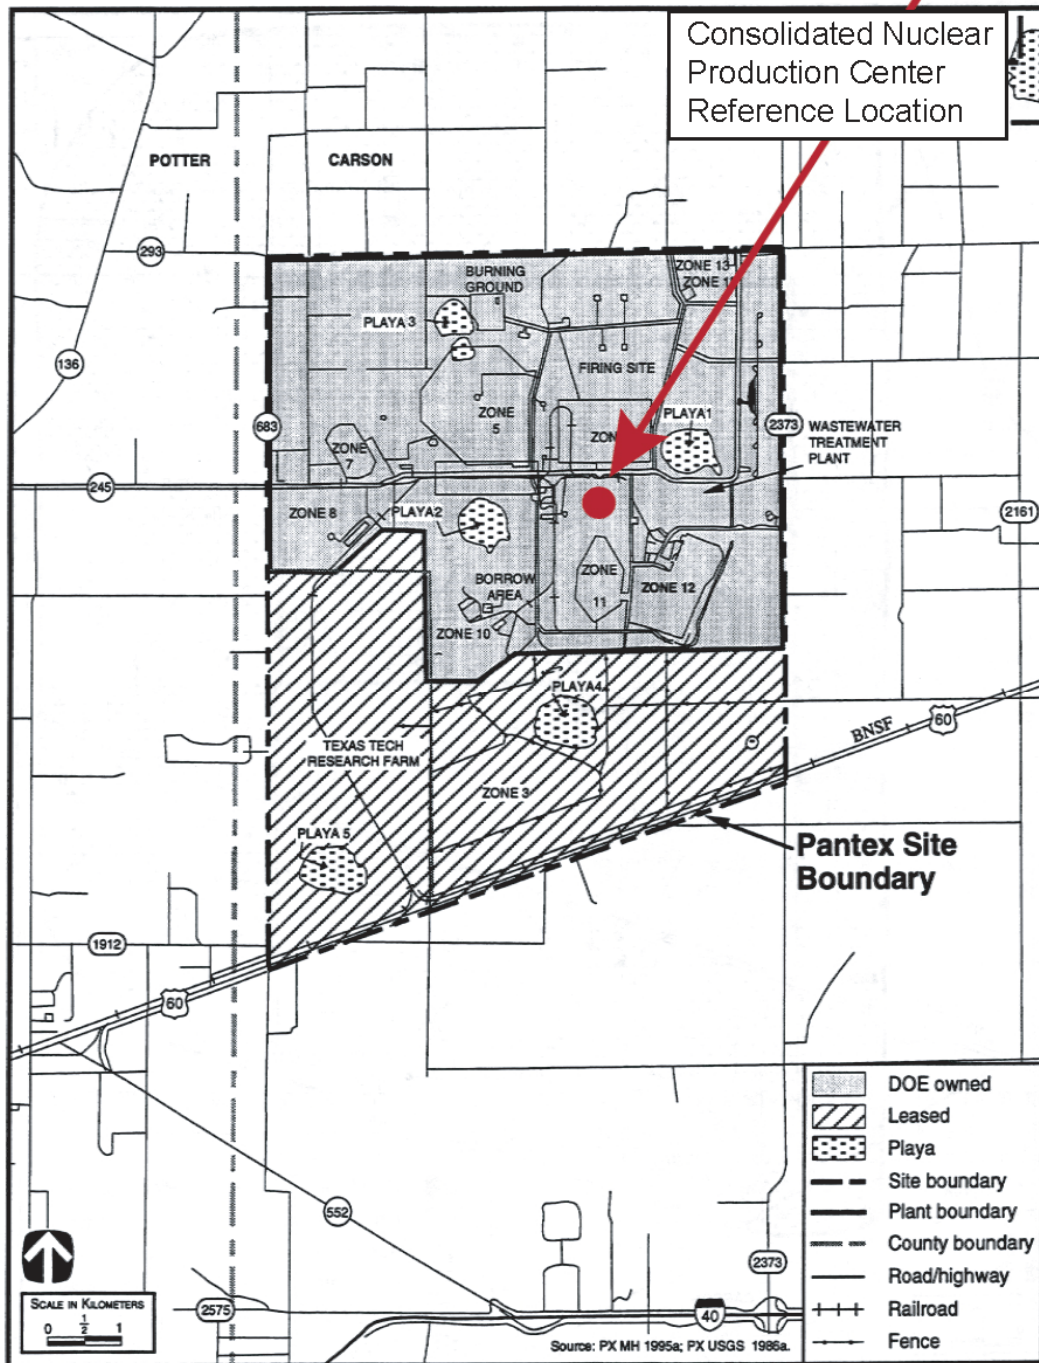 Consolidated Nuclear
Production Center
Reference Location
POTTER
CARSON
293
BURNING
GROUND
ZONE 13
PLAYA 3
136
FIRING SITE
ZONE
5
PLAYA1
683
2373
WASTEWATER
TREATMENT
PLANT
ZONE
7
245
ZONE 8
PLAYA2
2161
BORROW
AREA
ZONE
11
ZONE 12
ZONE 10
PLAYA4
BNSF
60
TEXAS TECH
RESEARCH FARM
ZONE 3
PLAYA 5
Pantex Site
Boundary
1912
60
552
2373
2575
40
DOE owned
Leased
Playa
Site boundary
Plant boundary
County boundary
Road/highway
Railroad
Fence
SCALE IN KILOMETERS
0 1/2 1
Source: PX MH 1995a; PX USGS 1986a.